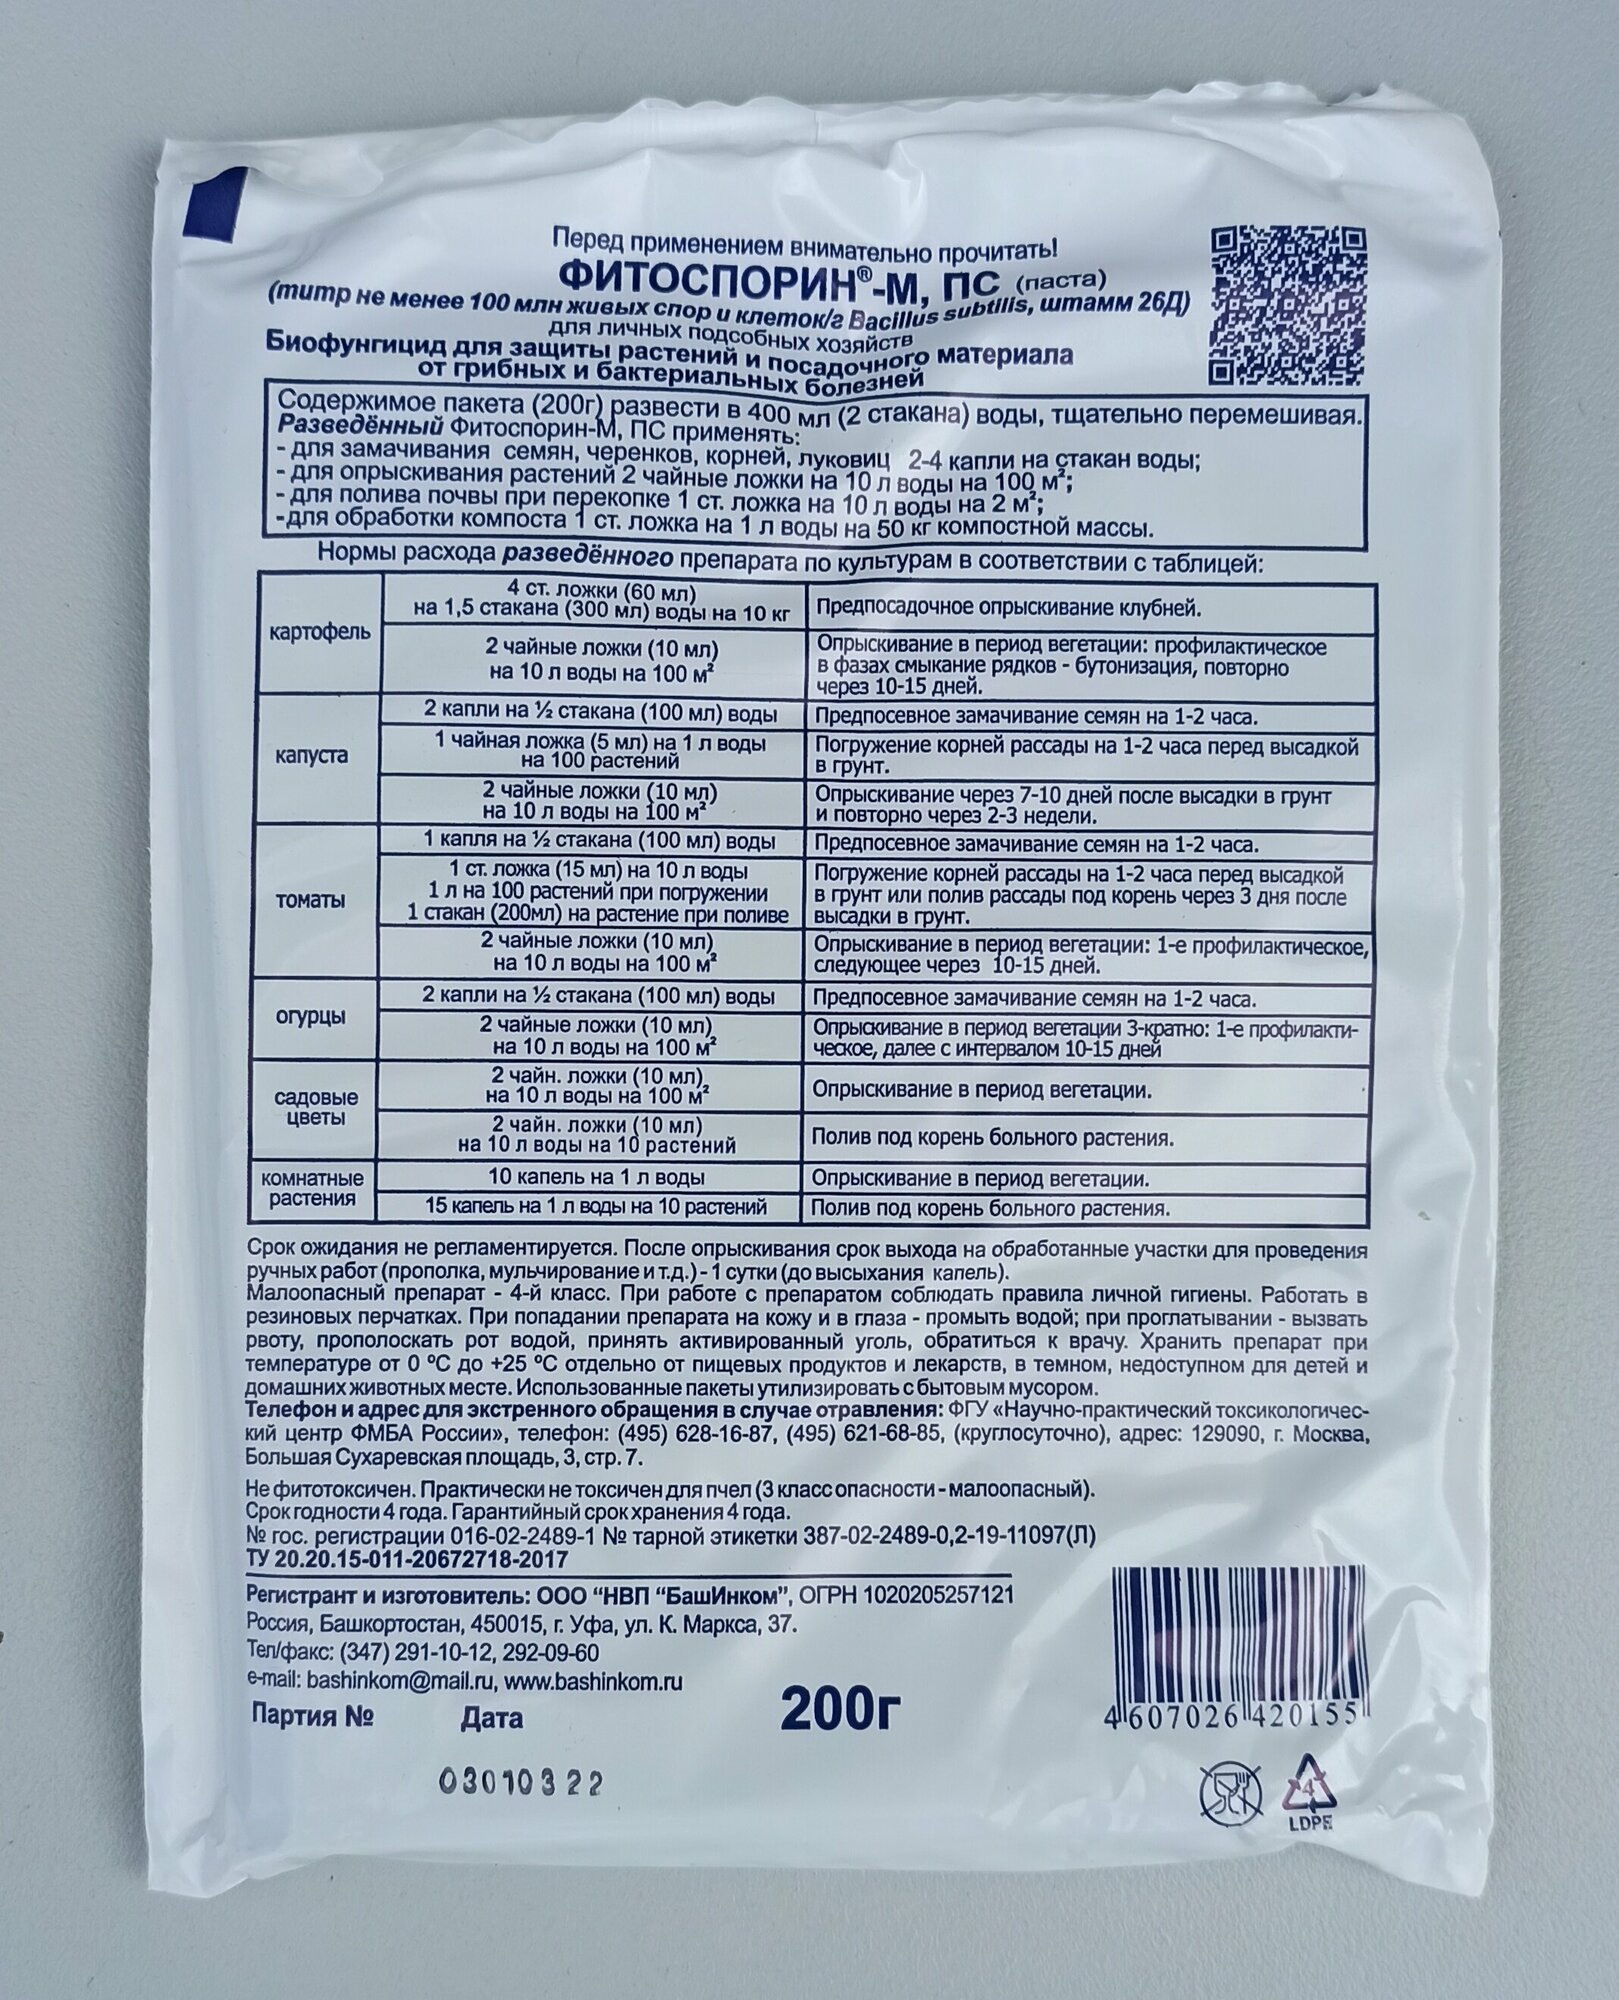 Перед применением внимательно прочитать!
ФИТОСПОРИН®-М, ПС (паста)
(титр не менее 100 млн живых спор и клеток/г Bacillus subtilis, штамм 26Д)
для личных подсобных хозяйств
Биофунгицид для защиты растений и посадочного материала
от грибных и бактериальных болезней
Содержимое пакета (200г) развести в 400 мл (2 стакана) воды, тщательно перемешивая.
Разведённый Фитоспорин-М, ПС применять:
- для замачивания семян, черенков, корней, луковиц 2-4 капли на стакан воды;
- для опрыскивания растений 2 чайные ложки на 10 л воды на 100 м²;
- для полива почвы при перекопке 1 ст. ложка на 10 л воды на 2 м²;
-для обработки компоста 1 ст. ложка на 1 л воды на 50 кг компостной массы.
Нормы расхода разведённого препарата по культурам в соответствии с таблицей:
картофель
4 ст. ложки (60 мл)
на 1,5 стакана (300 мл) воды на 10 кг
Предпосадочное опрыскивание клубней.
2 чайные ложки (10 мл)
на 10 л воды на 100 м²
Опрыскивание в период вегетации: профилактическое
в фазах смыкание рядков - бутонизация, повторно
через 10-15 дней.
капуста
2 капли на ½ стакана (100 мл) воды
Предпосевное замачивание семян на 1-2 часа.
1 чайная ложка (5 мл) на 1 л воды
на 100 растений
Погружение корней рассады на 1-2 часа перед высадкой
в грунт.
2 чайные ложки (10 мл)
на 10 л воды на 100 м²
Опрыскивание через 7-10 дней после высадки в грунт
и повторно через 2-3 недели.
томаты
1 капля на ½ стакана (100 мл) воды
Предпосевное замачивание семян на 1-2 часа.
1 ст. ложка (15 мл) на 10 л воды
1 л на 100 растений при погружении
1 стакан (200мл) на растение при поливе
Погружение корней рассады на 1-2 часа перед высадкой
в грунт или полив рассады под корень через 3 дня после
высадки в грунт.
2 чайные ложки (10 мл)
на 10 л воды на 100 м²
Опрыскивание в период вегетации: 1-е профилактическое,
следующее через 10-15 дней.
огурцы
2 капли на ½ стакана (100 мл) воды
Предпосевное замачивание семян на 1-2 часа.
2 чайные ложки (10 мл)
на 10 л воды на 100 м²
Опрыскивание в период вегетации 3-кратно: 1-е профилакти-
ческое, далее с интервалом 10-15 дней
садовые
цветы
2 чайн. ложки (10 мл)
на 10 л воды на 100 м²
Опрыскивание в период вегетации.
2 чайн. ложки (10 мл)
на 10 л воды на 10 растений
Полив под корень больного растения.
комнатные
растения
10 капель на 1 л воды
Опрыскивание в период вегетации.
15 капель на 1 л воды на 10 растений
Полив под корень больного растения.
Срок ожидания не регламентируется. После опрыскивания срок выхода на обработанные участки для проведения
ручных работ (прополка, мульчирование и т.д.) - 1 сутки (до высыхания капель).
Малоопасный препарат - 4-й класс. При работе с препаратом соблюдать правила личной гигиены. Работать в
резиновых перчатках. При попадании препарата на кожу и в глаза - промыть водой; при проглатывании - вызвать
рвоту, прополоскать рот водой, принять активированный уголь, обратиться к врачу. Хранить препарат при
температуре от 0 °С до +25 °С отдельно от пищевых продуктов и лекарств, в темном, недоступном для детей и
домашних животных месте. Использованные пакеты утилизировать с бытовым мусором.
Телефон и адрес для экстренного обращения в случае отравления: ФГУ «Научно-практический токсикологичес-
кий центр ФМБА России», телефон: (495) 628-16-87, (495) 621-68-85, (круглосуточно), адрес: 129090, г. Москва,
Большая Сухаревская площадь, 3, стр. 7.
Не фитотоксичен. Практически не токсичен для пчел (3 класс опасности - малоопасный).
Срок годности 4 года. Гарантийный срок хранения 4 года.
№ гос. регистрации 016-02-2489-1 № тарной этикетки 387-02-2489-0,2-19-11097(Л)
ТУ 20.20.15-011-20672718-2017
Регистрант и изготовитель: ООО "НВП "БашИнком", ОГРН 1020205257121
Россия, Башкортостан, 450015, г. Уфа, ул. К. Маркса, 37.
Тел/факс: (347) 291-10-12, 292-09-60
e-mail: bashinkom@mail.ru, www.bashinkom.ru
Партия № Дата
200г
4 607026 420155
03010322
4
LDPE